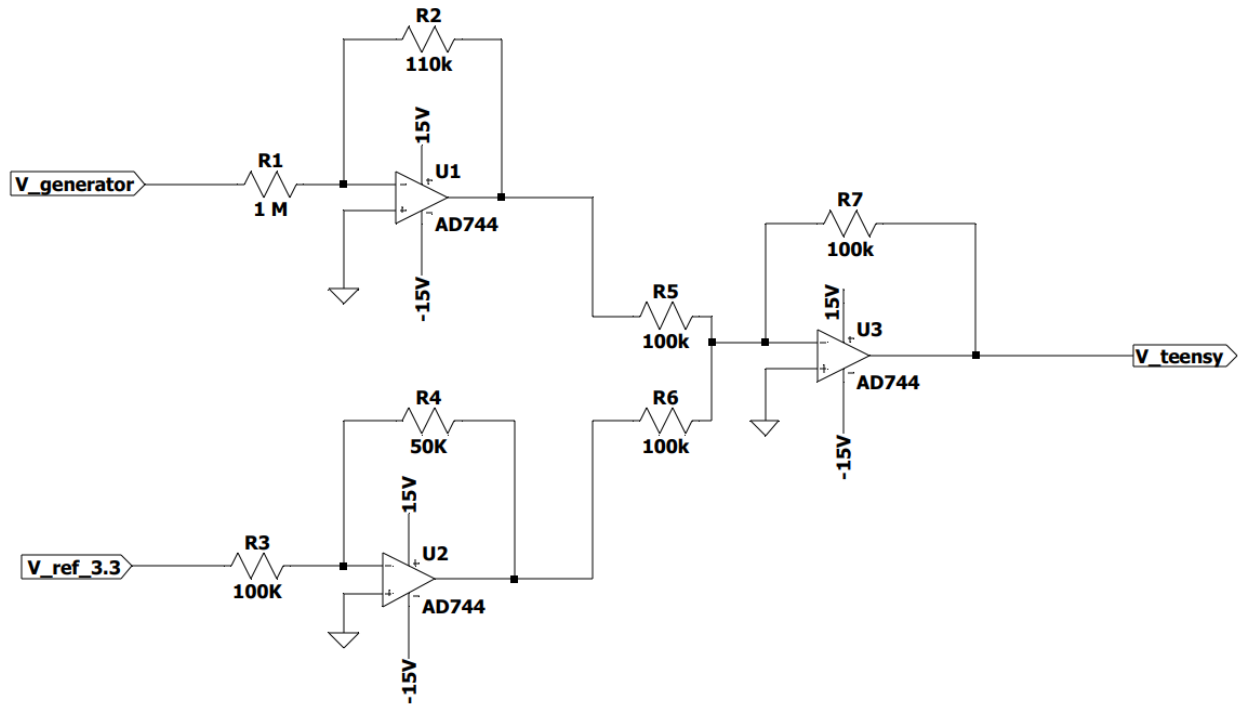 R2
110k
15V
V_generator
R1
1 M
U1
AD744
-15V
R7
100k
R5
100k
15V
U3
AD744
-15V
V_teensy
R4
50K
R6
100k
15V
V_ref_3.3
R3
100K
U2
AD744
-15V